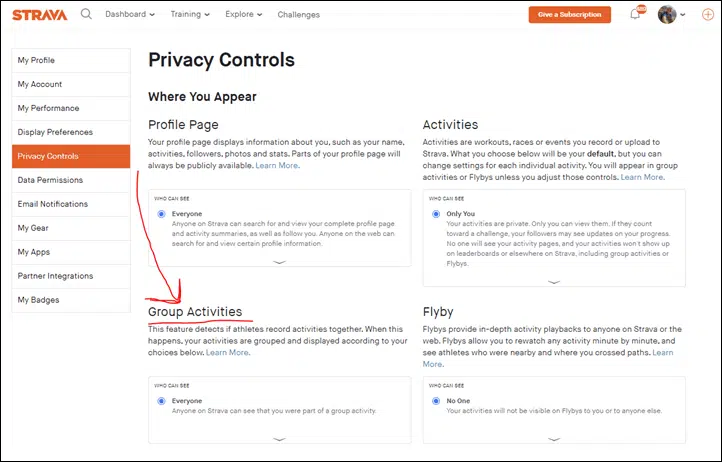 STRAVA Dashboard Training Explore Challenges Give a Subscription
Privacy Controls
My Profile
My Account
My Performance
Display Preferences
Privacy Controls
Data Permissions
Email Notifications
My Gear
My Apps
Partner Integrations
My Badges
Where You Appear
Profile Page
Your profile page displays information about you, such as your name,
activities, followers, photos and stats. Parts of your profile page will
always be publicly available. Learn More.
WHO CAN SEE
Everyone
Anyone on Strava can search for and view your complete profile page
and activity summaries, as well as follow you. Anyone on the web can
search for and view certain profile information.
Activities
Activities are workouts, races or events you record or upload to
Strava. What you choose below will be your default, but you can
change settings for each individual activity. You will appear in group
activities or Flybys unless you adjust those controls. Learn More.
WHO CAN SEE
Only You
Your activities are private. Only you can view them. If they count
toward a challenge, your followers may see updates on your progress.
No one will see your activity pages, and your activities won't show up
on leaderboards or elsewhere on Strava, including group activities or
Flybys.
Group Activities
This feature detects if athletes record activities together. When this
happens, your activities are grouped and displayed according to your
choices below. Learn More.
WHO CAN SEE
Everyone
Anyone on Strava can see that you were part of a group activity.
Flyby
Flybys provide in-depth activity playbacks to anyone on Strava or the
web. Flybys allow you to rewatch any activity minute by minute, and
see athletes who were nearby and where you crossed paths. Learn
More.
WHO CAN SEE
No One
Your activities will not be visible on Flybys to you or to anyone else.